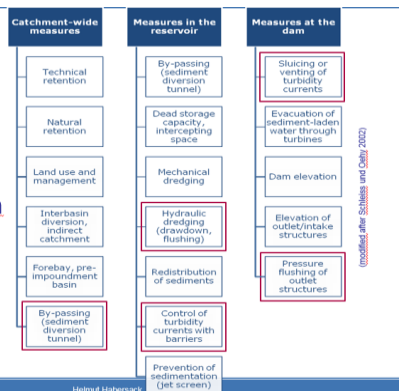 Catchment-wide
measures
Technical
retention
Natural
retention
Land use and
management
Interbasin
diversion,
indirect
catchment
Forebay, pre-
impoundment
basin
By-passing
(sediment
diversion
tunnel)
Measures in the
reservoir
By-passing
(sediment
diversion
tunnel)
Dead storage
capacity,
intercepting
space
Mechanical
dredging
Hydraulic
dredging
(drawdown,
flushing)
Redistribution
of sediments
Control of
turbidity
currents with
barriers
Prevention of
sedimentation
(jet screen)
Measures at the
dam
Sluicing or
venting of
turbidity
currents
Evacuation of
sediment-laden
water through
turbines
Dam elevation
Elevation of
outlet/intake
structures
Pressure
flushing of
outlet
structures
(modified after Schleiss und Oehy 2002)
Helmut Habersack